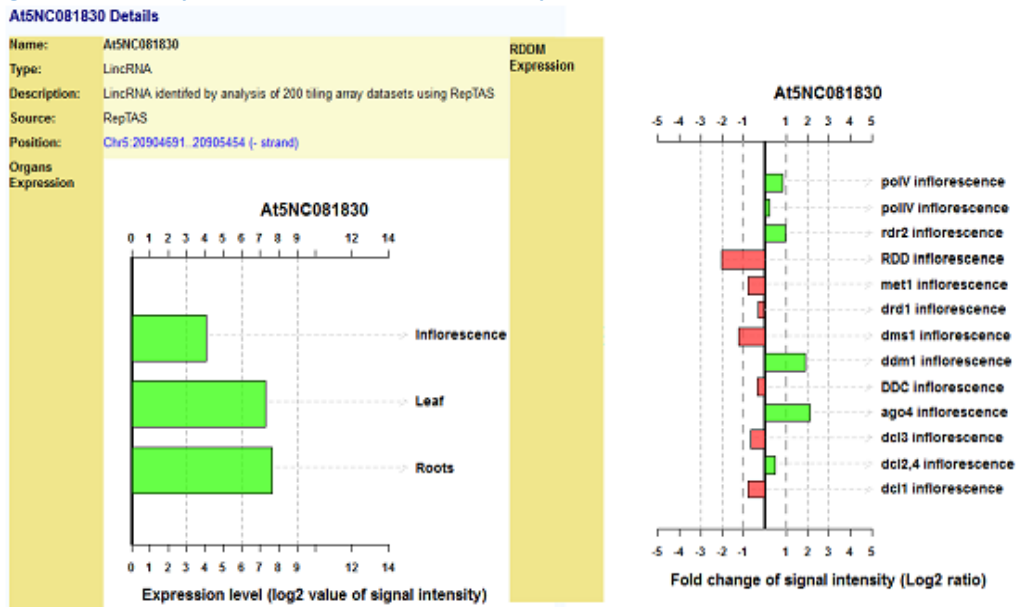 At5NC081830 Details
Name: At5NC081830
Type: LincRNA
Description: LincRNA identifed by analysis of 200 tiling array datasets using RepTAS
Source: RepTAS
Position: Chr5:20904691..20905454 (- strand)
Organs
Expression
At5NC081830
0 1 2 3 4 5 6 7 8 9 12 14
Inflorescence
Leaf
Roots
0 1 2 3 4 5 6 7 8 9 12 14
Expression level (log2 value of signal intensity)
RDDM
Expression
At5NC081830
-5 -4 -3 -2 -1 1 2 3 4 5
polV inflorescence
polIV inflorescence
rdr2 inflorescence
RDD inflorescence
met1 inflorescence
drd1 inflorescence
dms1 inflorescence
ddm1 inflorescence
DDC inflorescence
ago4 inflorescence
dcl3 inflorescence
dcl2,4 inflorescence
dcl1 inflorescence
-5 -4 -3 -2 -1 1 2 3 4 5
Fold change of signal intensity (Log2 ratio)